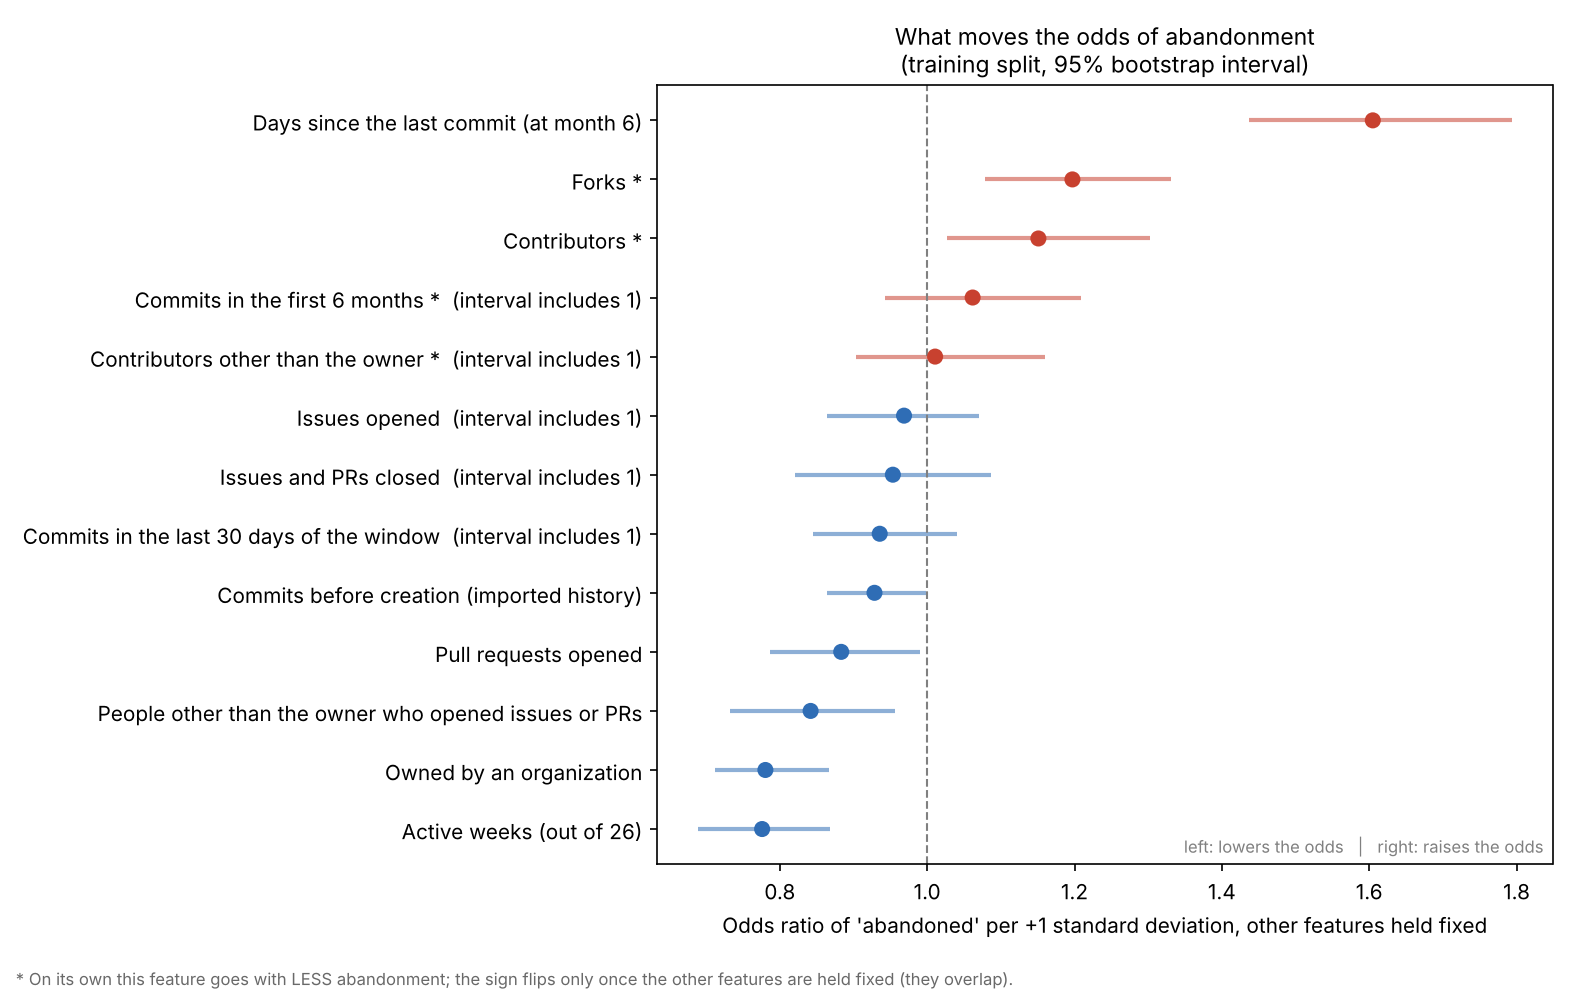 What moves the odds of abandonment
(training split, 95% bootstrap interval)
Days since the last commit (at month 6)
Forks *
Contributors *
Commits in the first 6 months *  (interval includes 1)
Contributors other than the owner *  (interval includes 1)
Issues opened  (interval includes 1)
Issues and PRs closed  (interval includes 1)
Commits in the last 30 days of the window  (interval includes 1)
Commits before creation (imported history)
Pull requests opened
People other than the owner who opened issues or PRs
Owned by an organization
Active weeks (out of 26)
left: lowers the odds | right: raises the odds
0.8 1.0 1.2 1.4 1.6 1.8
Odds ratio of 'abandoned' per +1 standard deviation, other features held fixed
* On its own this feature goes with LESS abandonment; the sign flips only once the other features are held fixed (they overlap).